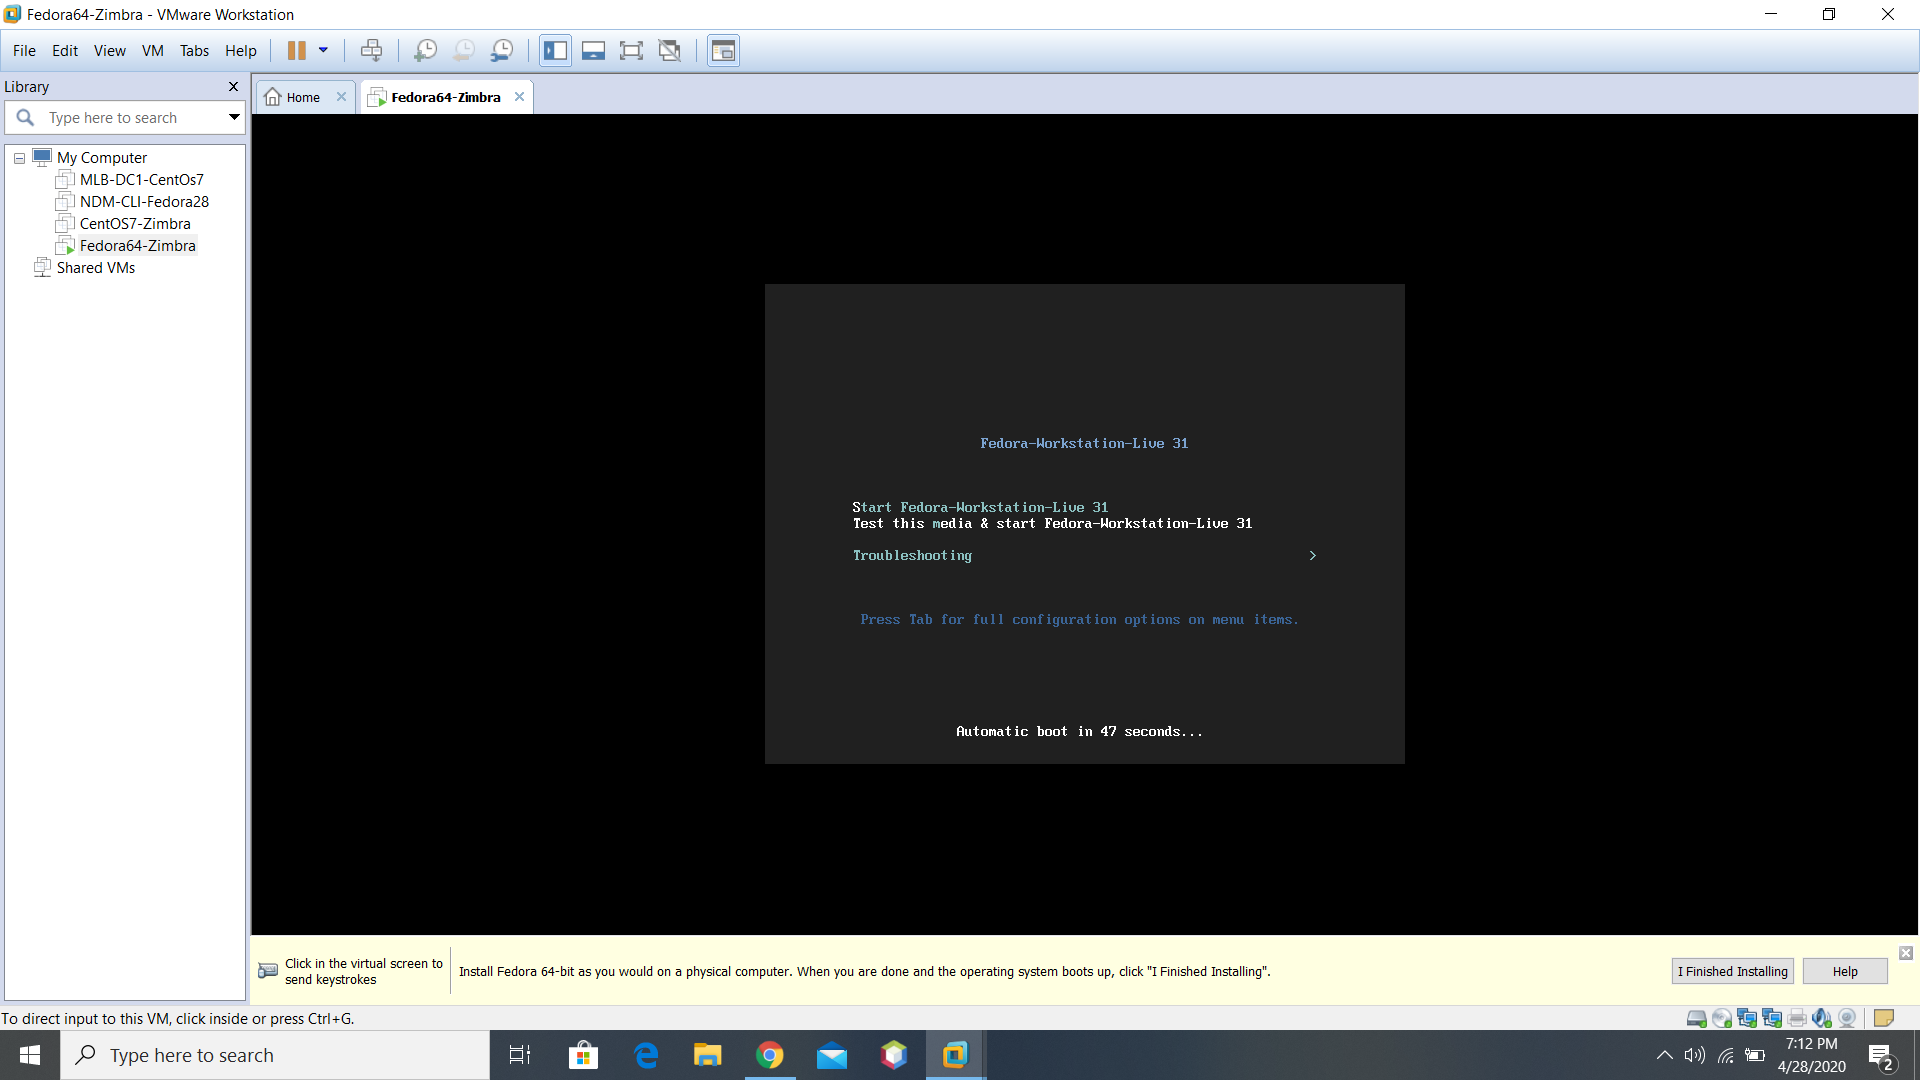 Fedora64-Zimbra - VMware Workstation
File Edit View VM Tabs Help
Library
Type here to search
My Computer
MLB-DC1-CentOs7
NDM-CLI-Fedora28
CentOS7-Zimbra
Fedora64-Zimbra
Shared VMs
Home
Fedora64-Zimbra
Fedora-Workstation-Live 31
Start Fedora-Workstation-Live 31
Test this media & start Fedora-Workstation-Live 31
Troubleshooting >
Press Tab for full configuration options on menu items.
Automatic boot in 47 seconds...
Click in the virtual screen to
send keystrokes
Install Fedora 64-bit as you would on a physical computer. When you are done and the operating system boots up, click "I Finished Installing".
I Finished Installing
Help
To direct input to this VM, click inside or press Ctrl+G.
Type here to search
7:12 PM
4/28/2020
2